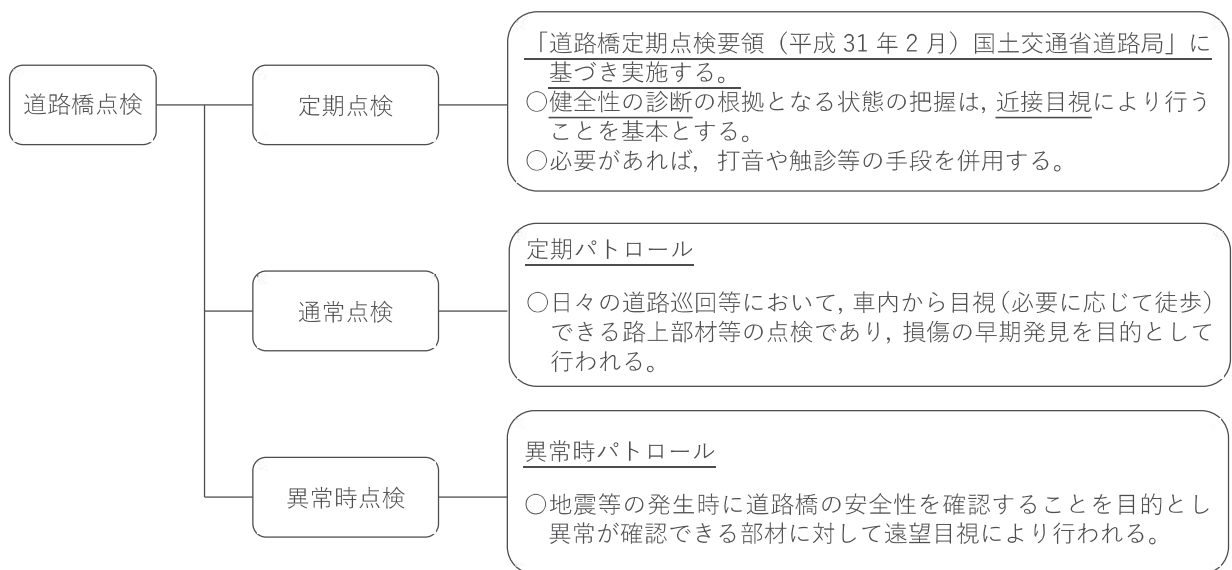 道路橋点検
定期点検
「道路橋定期点検要領（平成 31 年 2 月）国土交通省道路局」に
基づき実施する。
○健全性の診断の根拠となる状態の把握は, 近接目視により行う
ことを基本とする。
○必要があれば，打音や触診等の手段を併用する。
通常点検
定期パトロール
○日々の道路巡回等において, 車内から目視（必要に応じて徒歩）
できる路上部材等の点検であり, 損傷の早期発見を目的として
行われる。
異常時点検
異常時パトロール
○地震等の発生時に道路橋の安全性を確認することを目的とし
異常が確認できる部材に対して遠望目視により行われる。